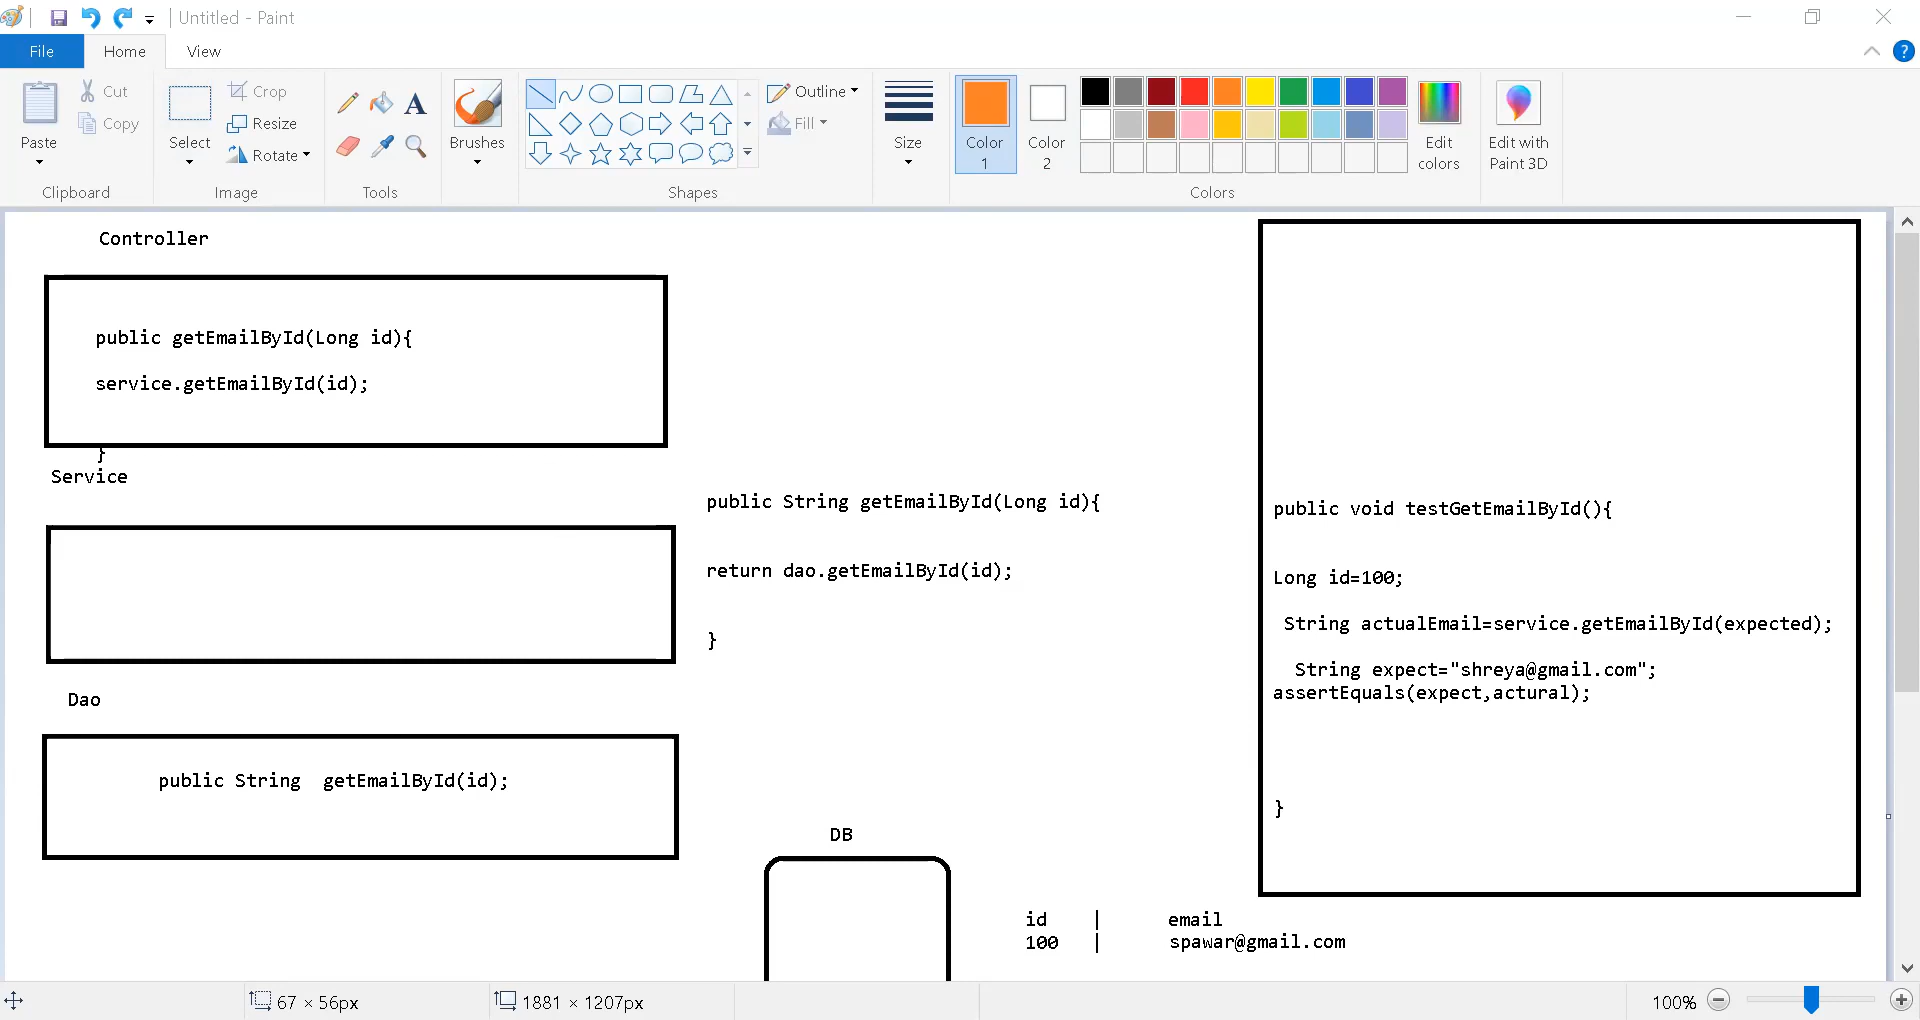 Untitled - Paint
File
Home
View
?
Paste
Cut
Copy
Clipboard
Select
Crop
Resize
Rotate
Image
A
Tools
Brushes
Outline
Fill
Shapes
Size
Color
1
Color
2
Edit
colors
Colors
Edit with
Paint 3D
Controller
public getEmailById(Long id){
service.getEmailById(id);
}
Service
public String getEmailById(Long id){
return dao.getEmailById(id);
}
Dao
public String  getEmailById(id);
DB
id    |      email
100   |      spawar@gmail.com
public void testGetEmailById(){
Long id=100;
String actualEmail=service.getEmailById(expected);
String expect="shreya@gmail.com";
assertEquals(expect,actural);
}
67 × 56px
1881 × 1207px
100%